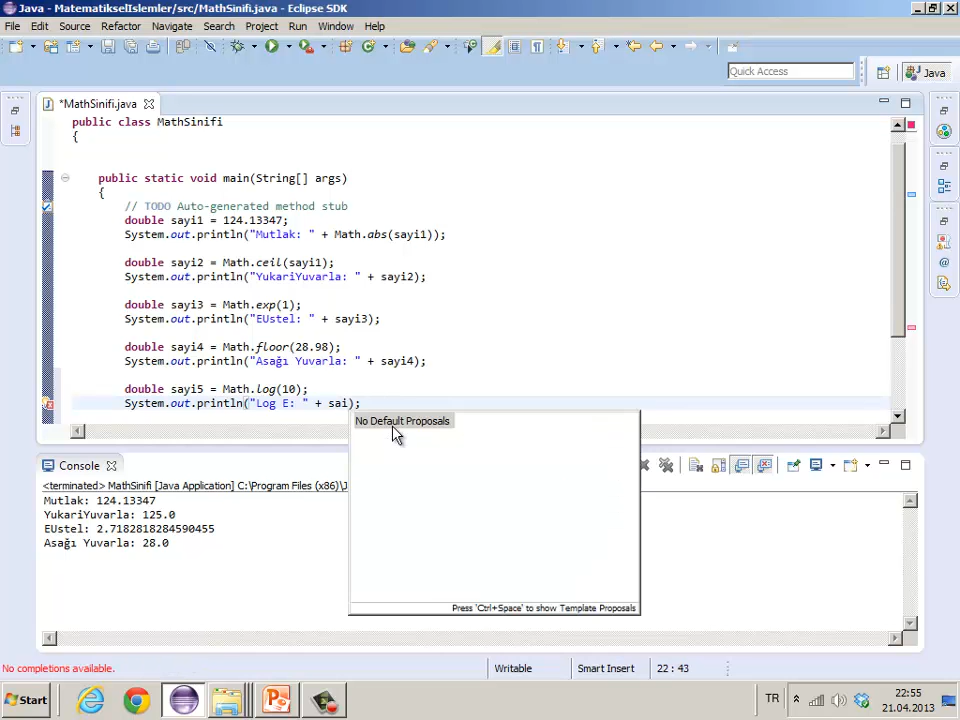 Java - MatematikselIslemler/src/MathSinifi.java - Eclipse SDK
File Edit Source Refactor Navigate Search Project Run Window Help
Quick Access
Java
*MathSinifi.java
public class MathSinifi
{
public static void main(String[] args)
{
// TODO Auto-generated method stub
double sayi1 = 124.13347;
System.out.println("Mutlak: " + Math.abs(sayi1));
double sayi2 = Math.ceil(sayi1);
System.out.println("YukariYuvarla: " + sayi2);
double sayi3 = Math.exp(1);
System.out.println("EUstel: " + sayi3);
double sayi4 = Math.floor(28.98);
System.out.println("Asağı Yuvarla: " + sayi4);
double sayi5 = Math.log(10);
System.out.println("Log E: " + sai);
No Default Proposals
Press 'Ctrl+Space' to show Template Proposals
Console
<terminated> MathSinifi [Java Application] C:\Program Files (x86)\J
Mutlak: 124.13347
YukariYuvarla: 125.0
EUstel: 2.7182818284590455
Asağı Yuvarla: 28.0
No completions available.
Writable
Smart Insert
22 : 43
Start
TR
22:55
21.04.2013